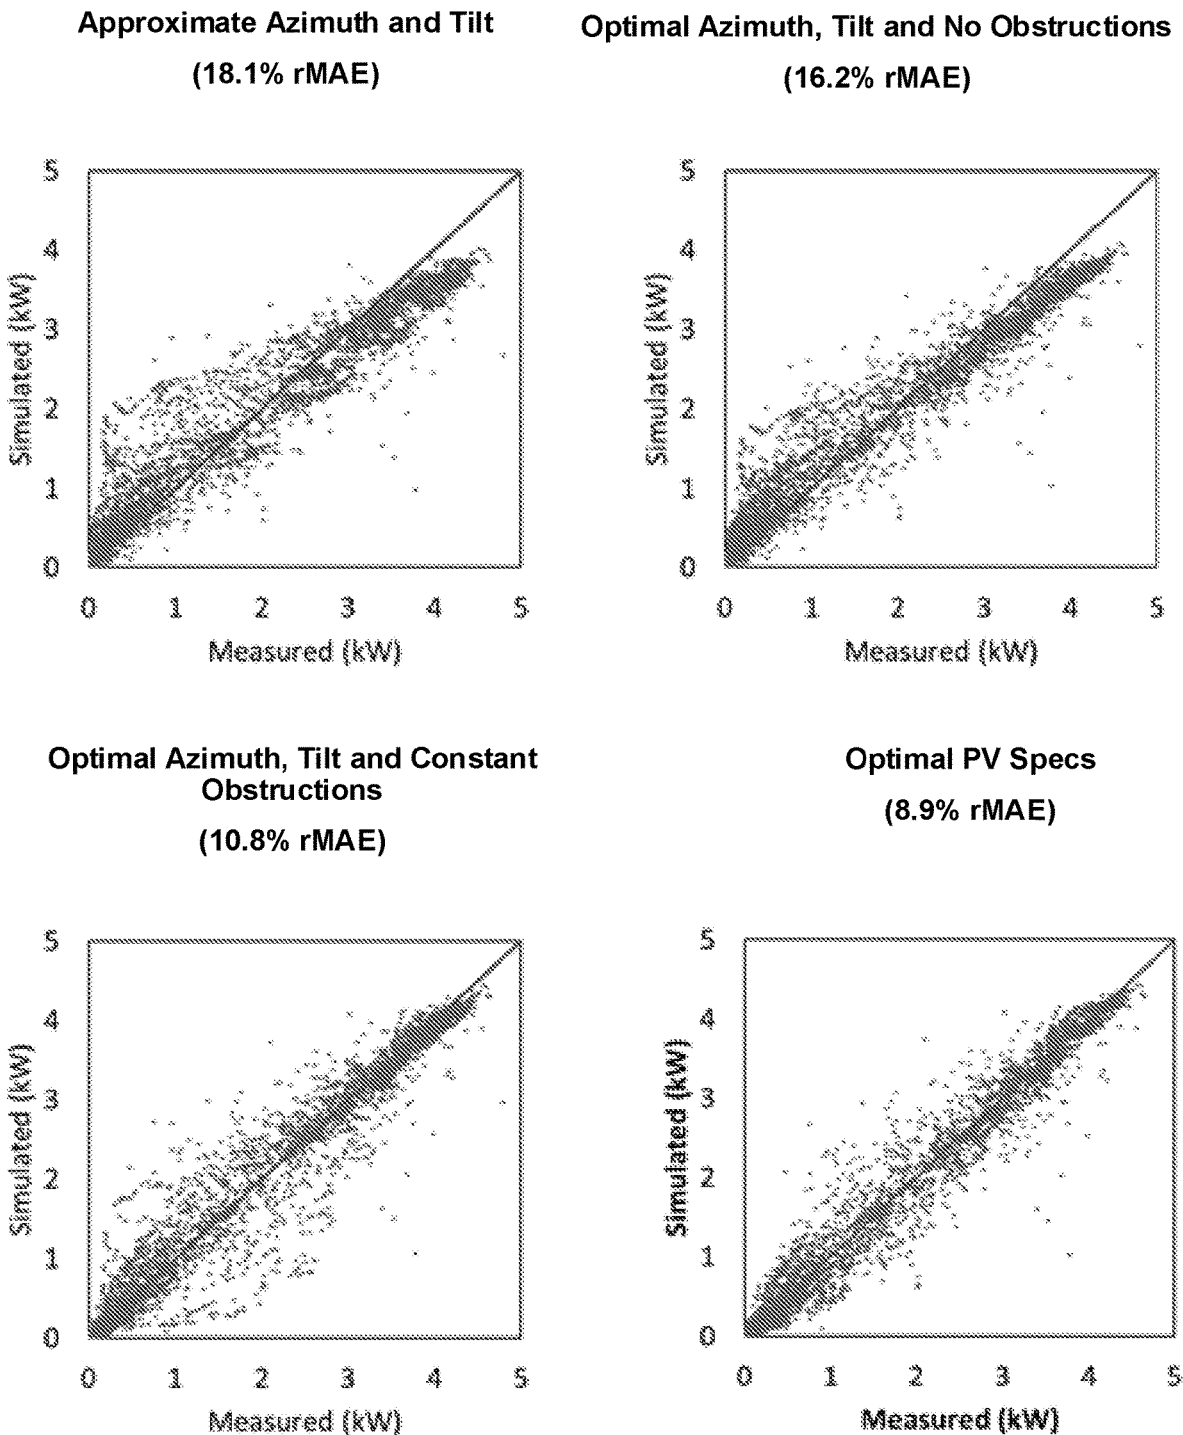 Approximate Azimuth and Tilt
(18.1% rMAE)
Optimal Azimuth, Tilt and No Obstructions
(16.2% rMAE)
5
4
3
2
1
0
Simulated (kW)
0 1 2 3 4 5
Measured (kW)
5
4
3
2
1
0
Simulated (kW)
0 1 2 3 4 5
Measured (kW)
Optimal Azimuth, Tilt and Constant
Obstructions
(10.8% rMAE)
Optimal PV Specs
(8.9% rMAE)
5
4
3
2
1
0
Simulated (kW)
0 1 2 3 4 5
Measured (kW)
5
4
3
2
1
0
Simulated (kW)
0 1 2 3 4 5
Measured (kW)